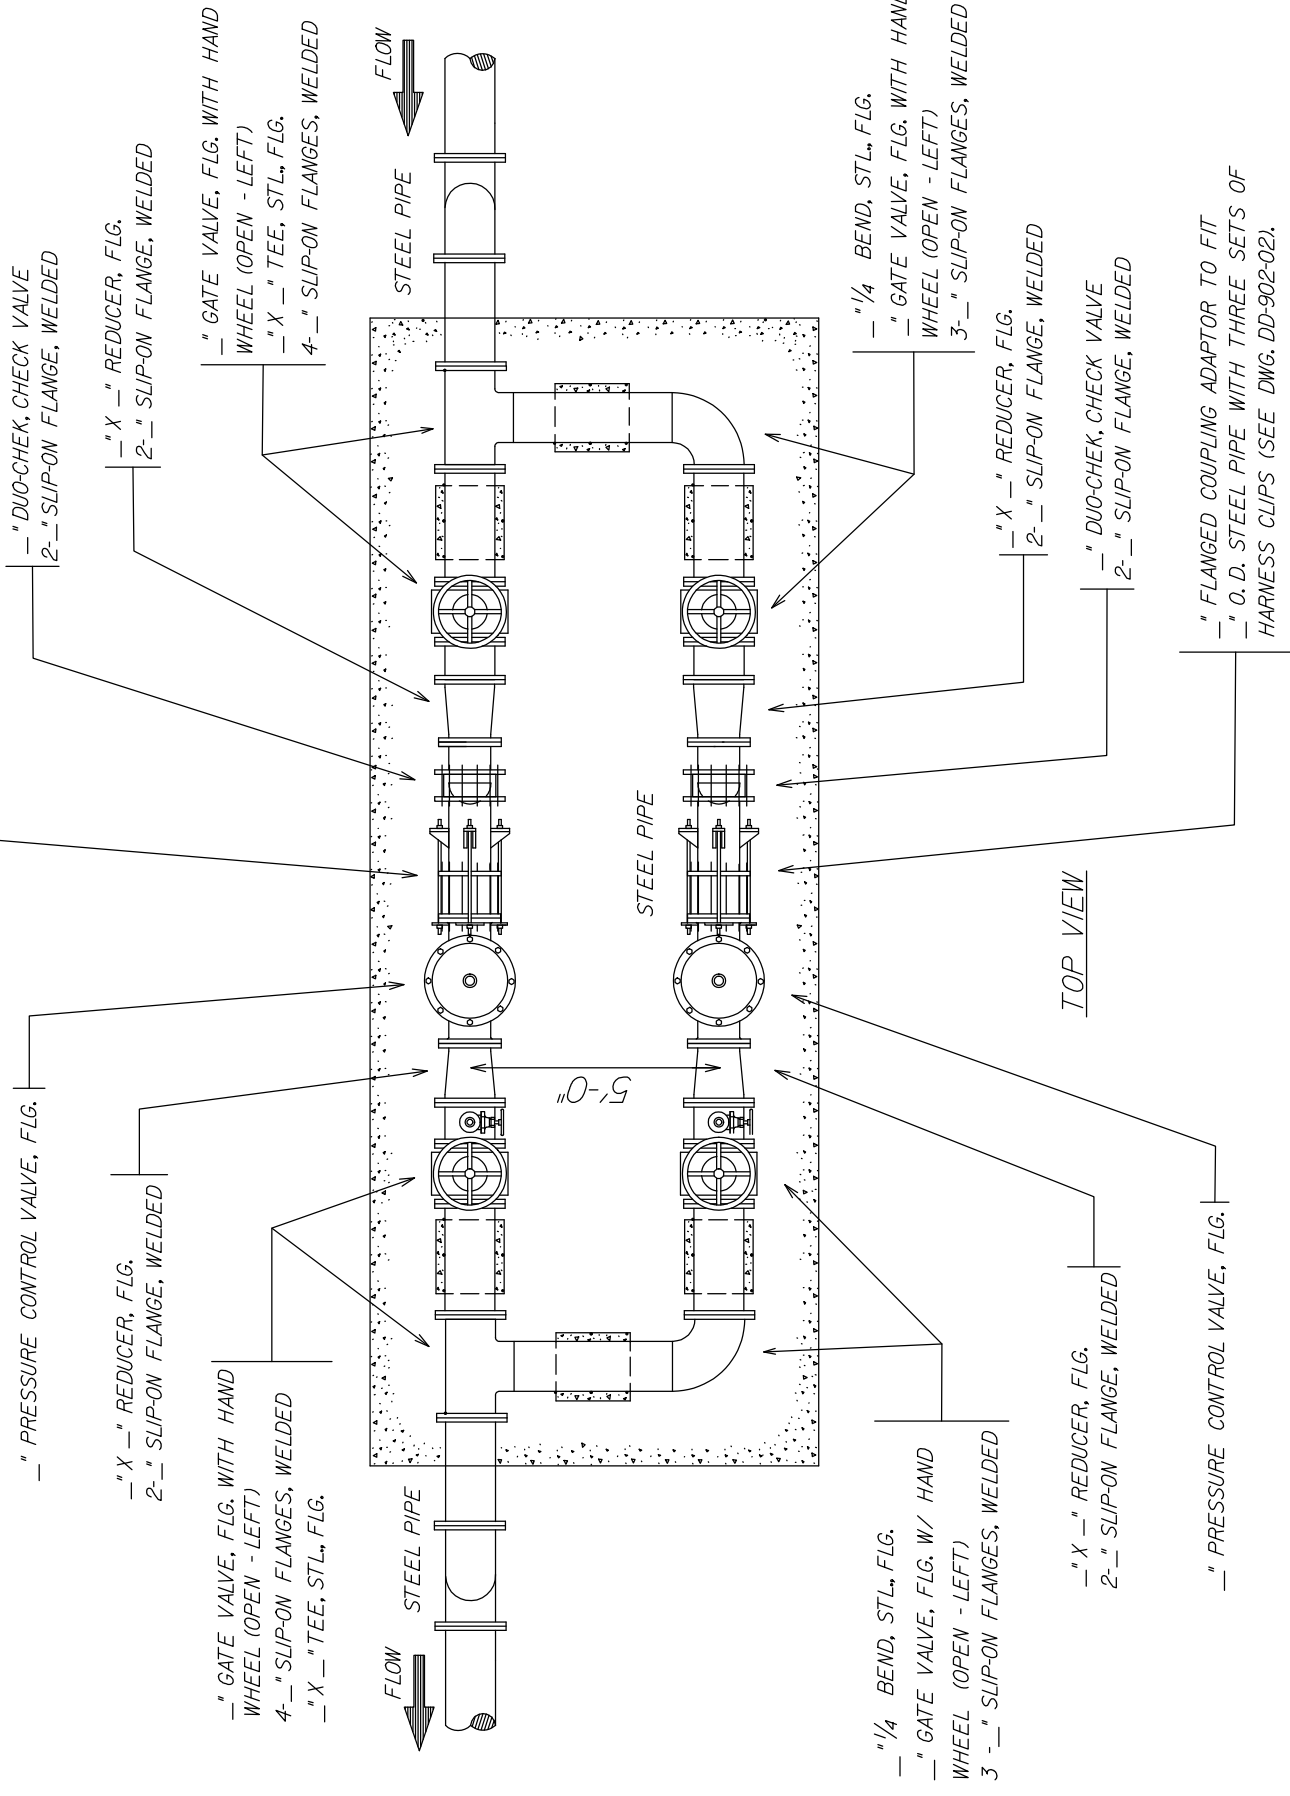 _" PRESSURE CONTROL VALVE, FLG.
_"X _" REDUCER, FLG.
2-_" SLIP-ON FLANGE, WELDED
_" GATE VALVE, FLG. WITH HAND
WHEEL (OPEN - LEFT)
4-_" SLIP-ON FLANGES, WELDED
_"X _" TEE, STL., FLG.
_" DUO-CHEK, CHECK VALVE
2-_" SLIP-ON FLANGE, WELDED
_"X _" REDUCER, FLG.
2-_" SLIP-ON FLANGE, WELDED
_" GATE VALVE, FLG. WITH HAND
WHEEL (OPEN - LEFT)
_"X _" TEE, STL., FLG.
4-_" SLIP-ON FLANGES, WELDED
FLOW
STEEL PIPE
STEEL PIPE
FLOW
5'-0"
STEEL PIPE
_"1/4 BEND, STL., FLG.
_" GATE VALVE, FLG. W/ HAND
WHEEL (OPEN - LEFT)
3 -_" SLIP-ON FLANGES, WELDED
_"1/4 BEND, STL., FLG.
_" GATE VALVE, FLG. WITH HAND
WHEEL (OPEN - LEFT)
3-_" SLIP-ON FLANGES, WELDED
_"X _" REDUCER, FLG.
2-_" SLIP-ON FLANGE, WELDED
_"X _" REDUCER, FLG.
2-_" SLIP-ON FLANGE, WELDED
_" DUO-CHEK, CHECK VALVE
2-_" SLIP-ON FLANGE, WELDED
TOP VIEW
_" PRESSURE CONTROL VALVE, FLG.
_" FLANGED COUPLING ADAPTOR TO FIT
_" O.D. STEEL PIPE WITH THREE SETS OF
HARNESS CLIPS (SEE DWG. DD-902-02).